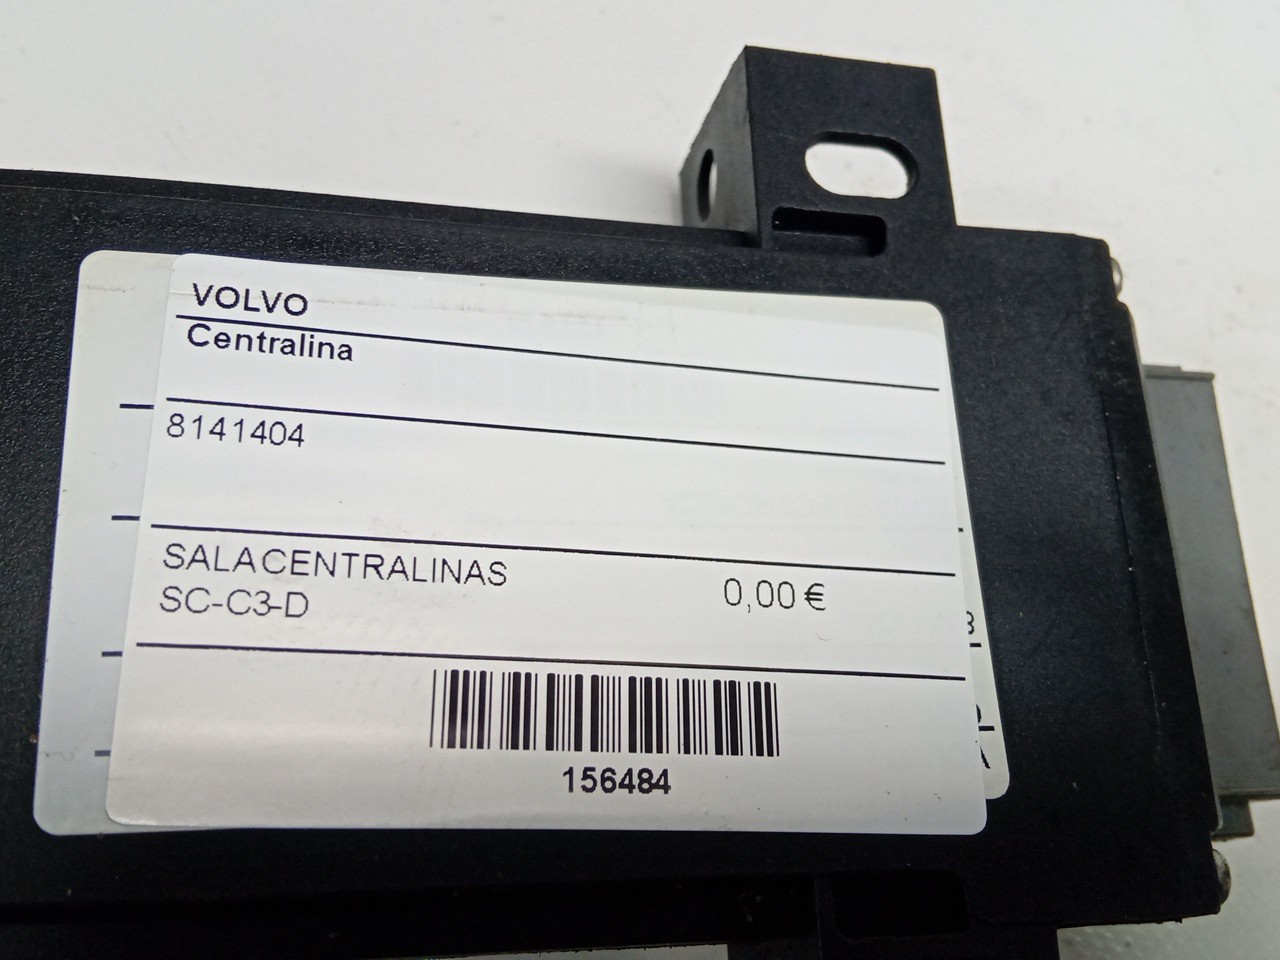 VOLVO
Centralina
8141404
SALACENTRALINAS
SC-C3-D
0,00 €
156484